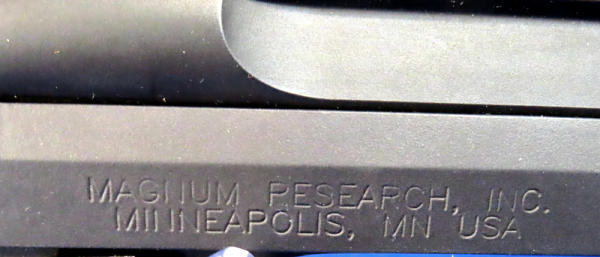 MAGNUM RESEARCH, INC.
MINNEAPOLIS, MN USA